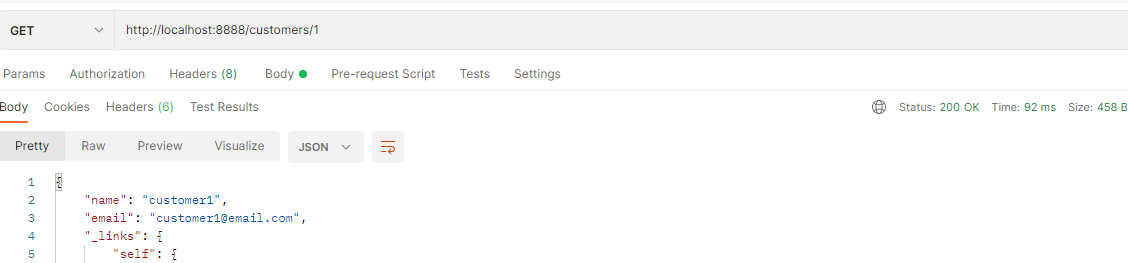 GET http://localhost:8888/customers/1
Params Authorization Headers (8) Body Pre-request Script Tests Settings
Body Cookies Headers (6) Test Results Status: 200 OK Time: 92 ms Size: 458 B
Pretty Raw Preview Visualize JSON
1 {
2 "name": "customer1",
3 "email": "customer1@email.com",
4 "_links": {
5 "self": {